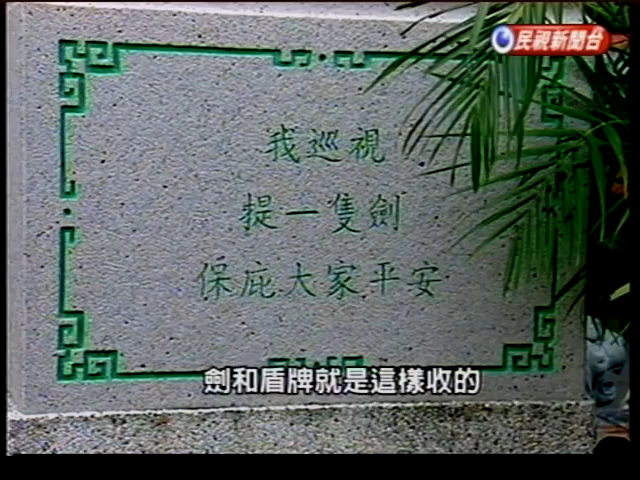 民視新聞台
我巡視
提一隻劍
保庇大家平安
劍和盾牌就是這樣收的